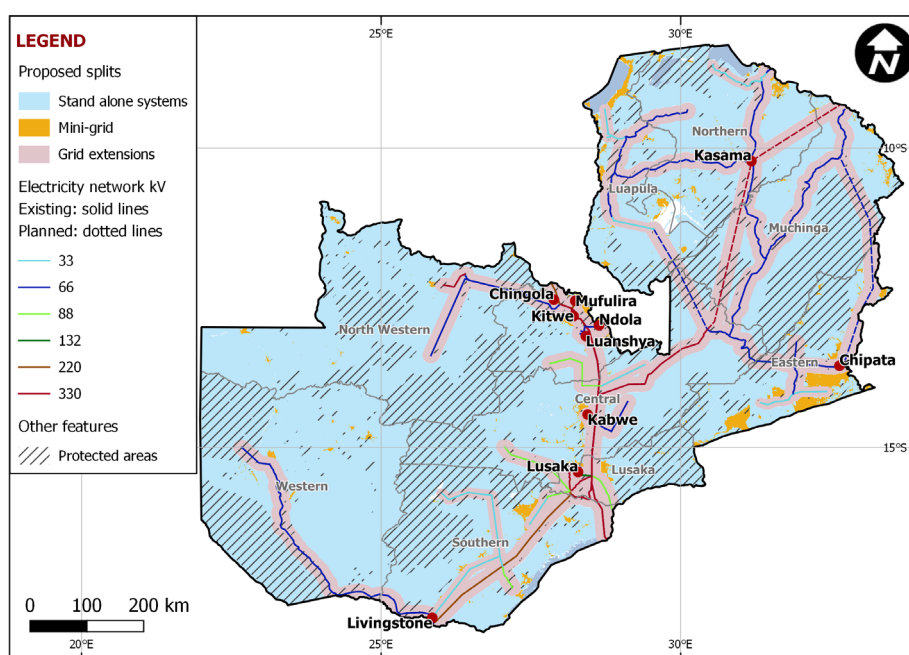 LEGEND
Proposed splits
Stand alone systems
Mini-grid
Grid extensions
Electricity network kV
Existing: solid lines
Planned: dotted lines
33
66
88
132
220
330
Other features
Protected areas
0 100 200 km
25°E
30°E
N
10°S
15°S
20°E
25°E
30°E
Northern
Kasama
Luapula
Muchinga
Chingola
Mufulira
Kitwe
Ndola
North Western
Luanshya
Eastern
Chipata
Central
Kabwe
Lusaka
Lusaka
Western
Southern
Livingstone